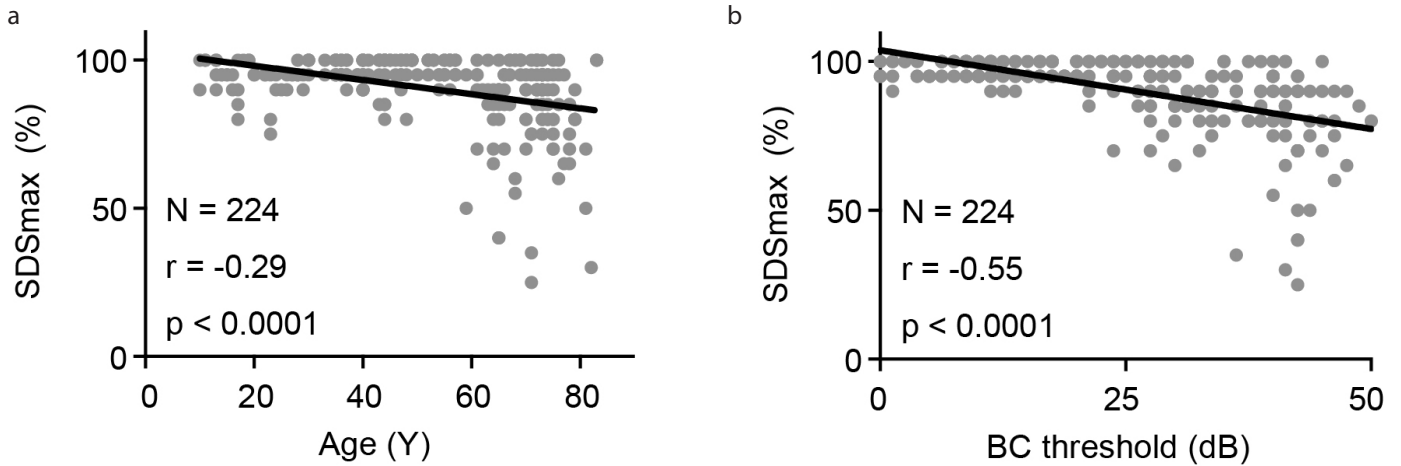 a
SDSmax (%)
100
50
0
N = 224
r = -0.29
p < 0.0001
0 20 40 60 80
Age (Y)
b
SDSmax (%)
100
50
0
N = 224
r = -0.55
p < 0.0001
0 25 50
BC threshold (dB)